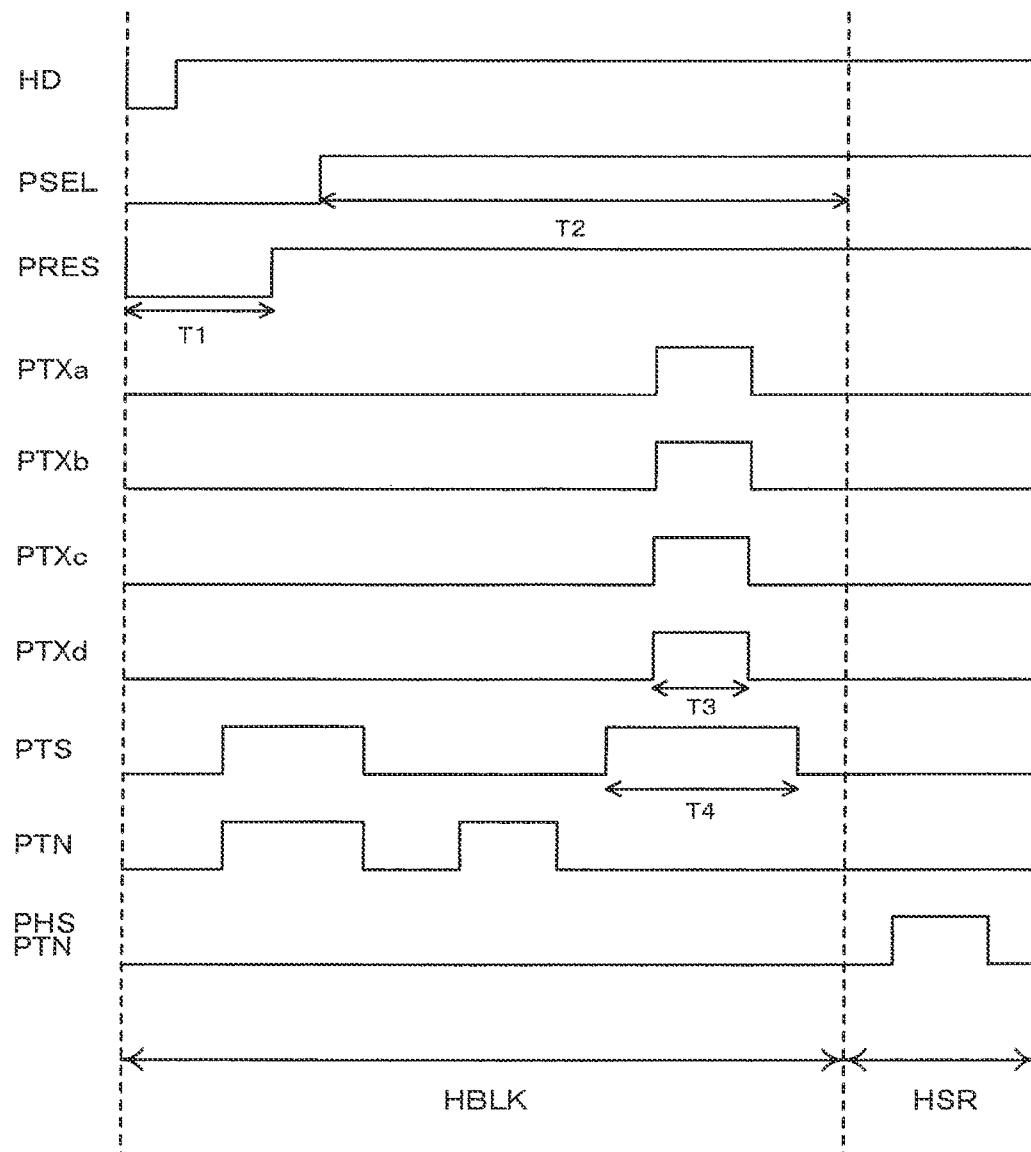 HD
PSEL
T2
PRES
T1
PTXa
PTXb
PTXc
PTXd
T3
PTS
T4
PTN
PHS
PTN
HBLK
HSR